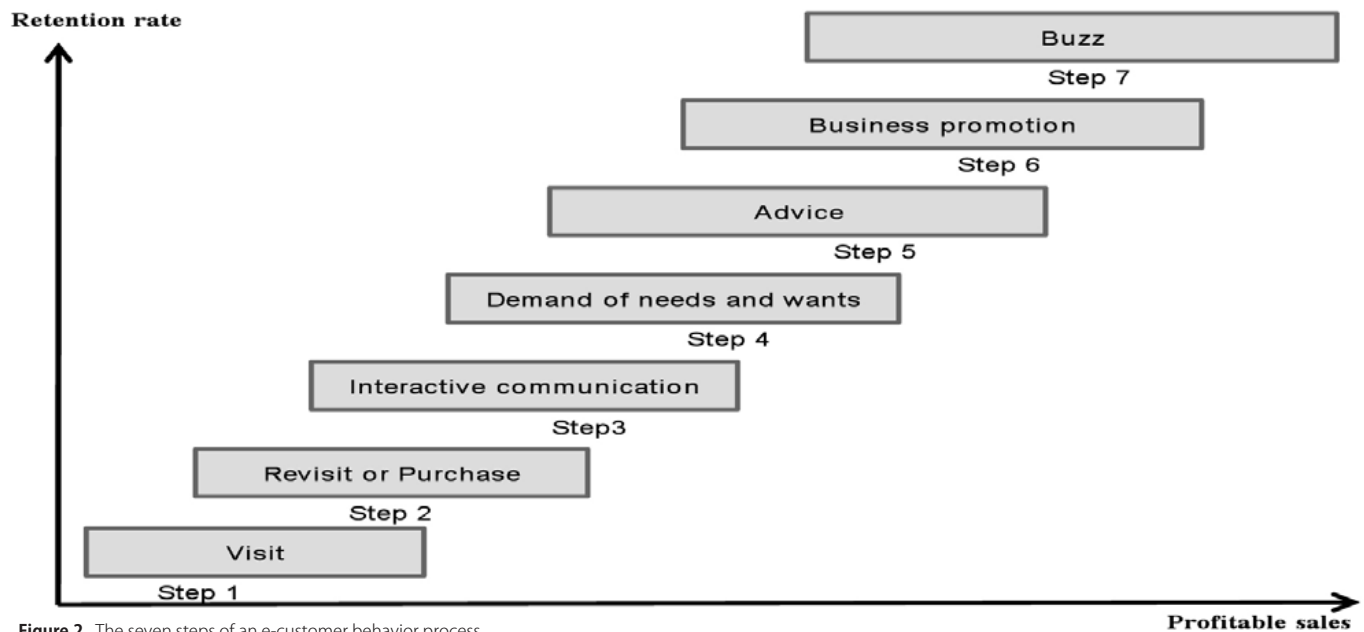 Retention rate
Buzz
Step 7
Business promotion
Step 6
Advice
Step 5
Demand of needs and wants
Step 4
Interactive communication
Step3
Revisit or Purchase
Step 2
Visit
Step 1
Profitable sales
Figure 2. The seven steps of an e-customer behavior process